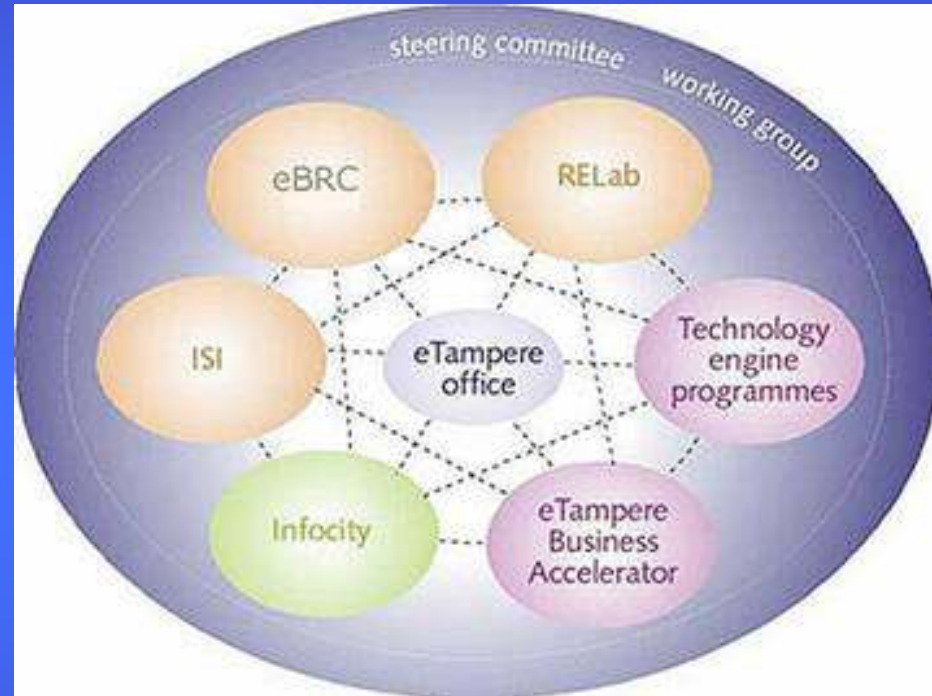 steering committee
working group
eBRC
RELab
ISI
eTampere
office
Technology
engine
programmes
Infocity
eTampere
Business
Accelerator